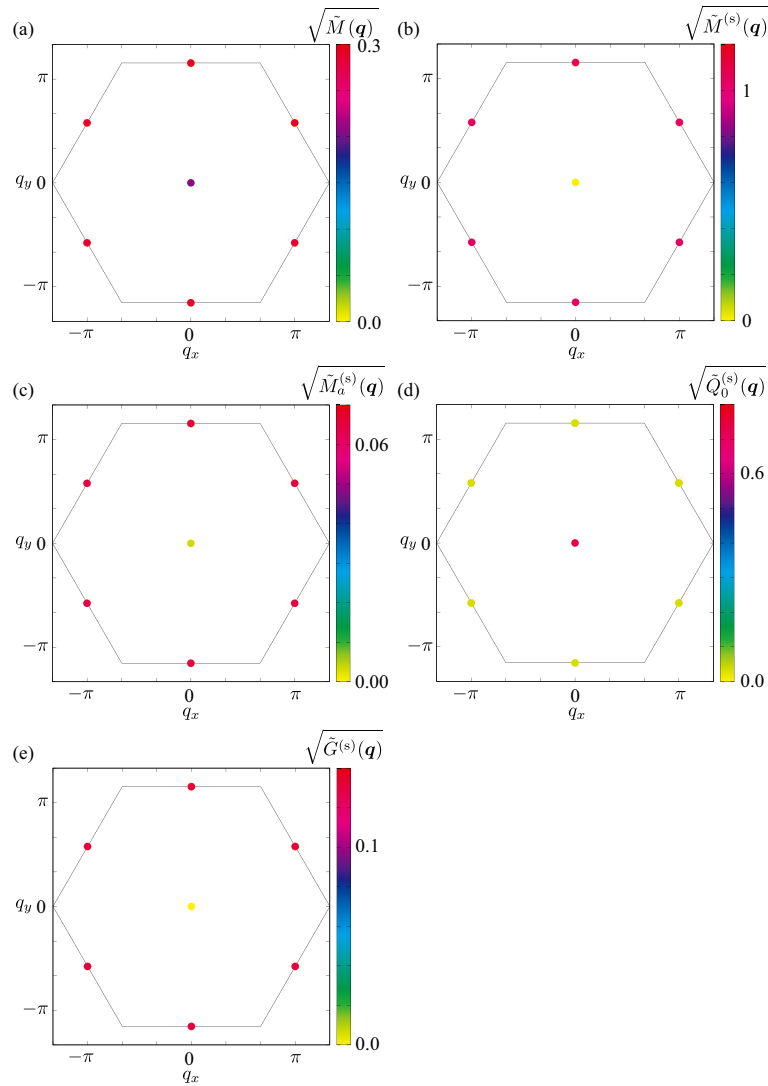 (a)
√M̃(q)
0.3
π
q_y 0
−π
0.0
−π
0
π
q_x
(b)
√M̃^(s)(q)
1
π
q_y 0
−π
0
−π
0
π
q_x
(c)
√M̃_a^(s)(q)
0.06
π
q_y 0
−π
0.00
−π
0
π
q_x
(d)
√Q̃_0^(s)(q)
0.6
π
q_y 0
−π
0.0
−π
0
π
q_x
(e)
√G̃^(s)(q)
0.1
π
q_y 0
−π
0.0
−π
0
π
q_x